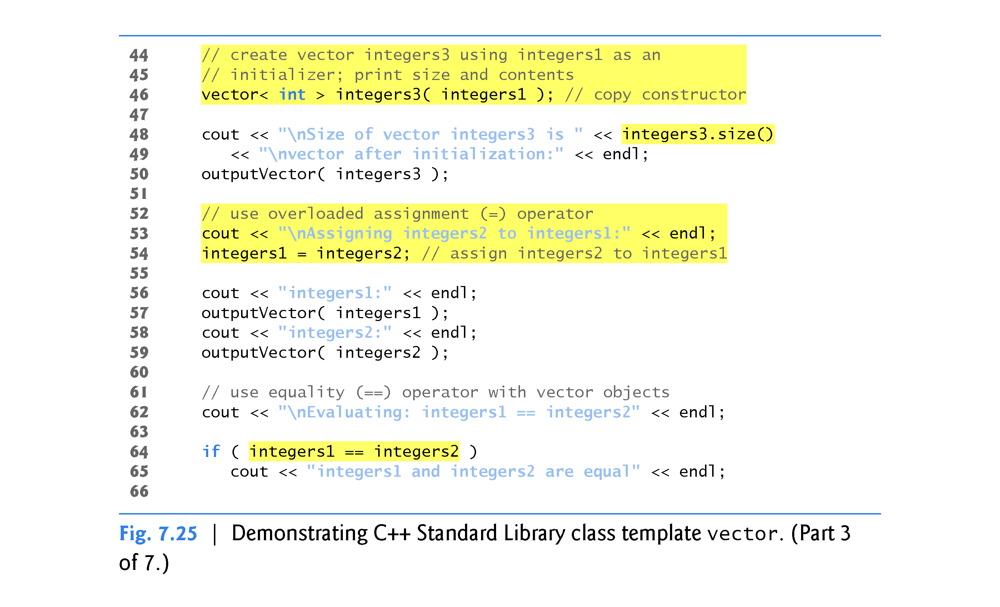 44 // create vector integers3 using integers1 as an
45 // initializer; print size and contents
46 vector< int > integers3( integers1 ); // copy constructor
47
48 cout << "\nSize of vector integers3 is " << integers3.size()
49 << "\nvector after initialization:" << endl;
50 outputVector( integers3 );
51
52 // use overloaded assignment (=) operator
53 cout << "\nAssigning integers2 to integers1:" << endl;
54 integers1 = integers2; // assign integers2 to integers1
55
56 cout << "integers1:" << endl;
57 outputVector( integers1 );
58 cout << "integers2:" << endl;
59 outputVector( integers2 );
60
61 // use equality (==) operator with vector objects
62 cout << "\nEvaluating: integers1 == integers2" << endl;
63
64 if ( integers1 == integers2 )
65 cout << "integers1 and integers2 are equal" << endl;
66
Fig. 7.25 | Demonstrating C++ Standard Library class template vector. (Part 3
of 7.)